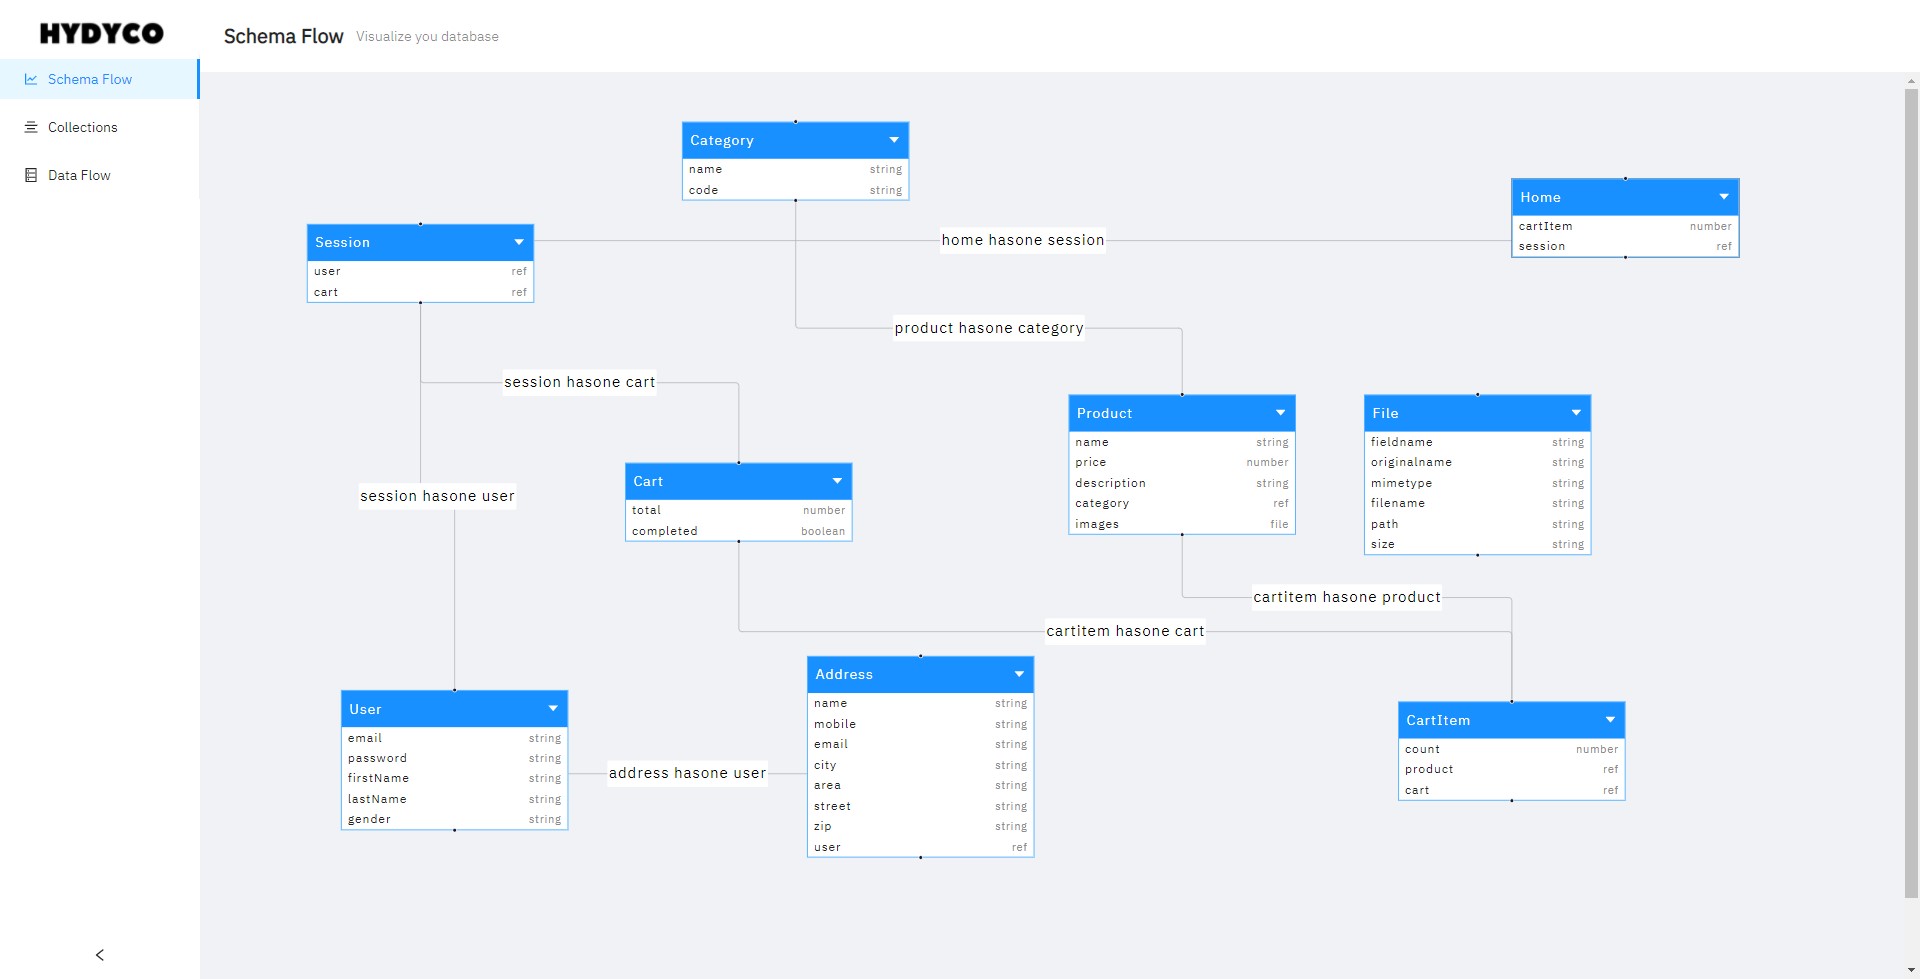 HYDYCO
Schema Flow
Collections
Data Flow
Schema Flow Visualize you database
Category
name string
code string
Home
cartItem number
session ref
Session
user ref
cart ref
home hasone session
product hasone category
session hasone cart
Product
name string
price number
description string
category ref
images file
File
fieldname string
originalname string
mimetype string
filename string
path string
size string
Cart
total number
completed boolean
session hasone user
cartitem hasone product
cartitem hasone cart
Address
name string
mobile string
email string
city string
area string
street string
zip string
user ref
User
email string
password string
firstName string
lastName string
gender string
address hasone user
CartItem
count number
product ref
cart ref